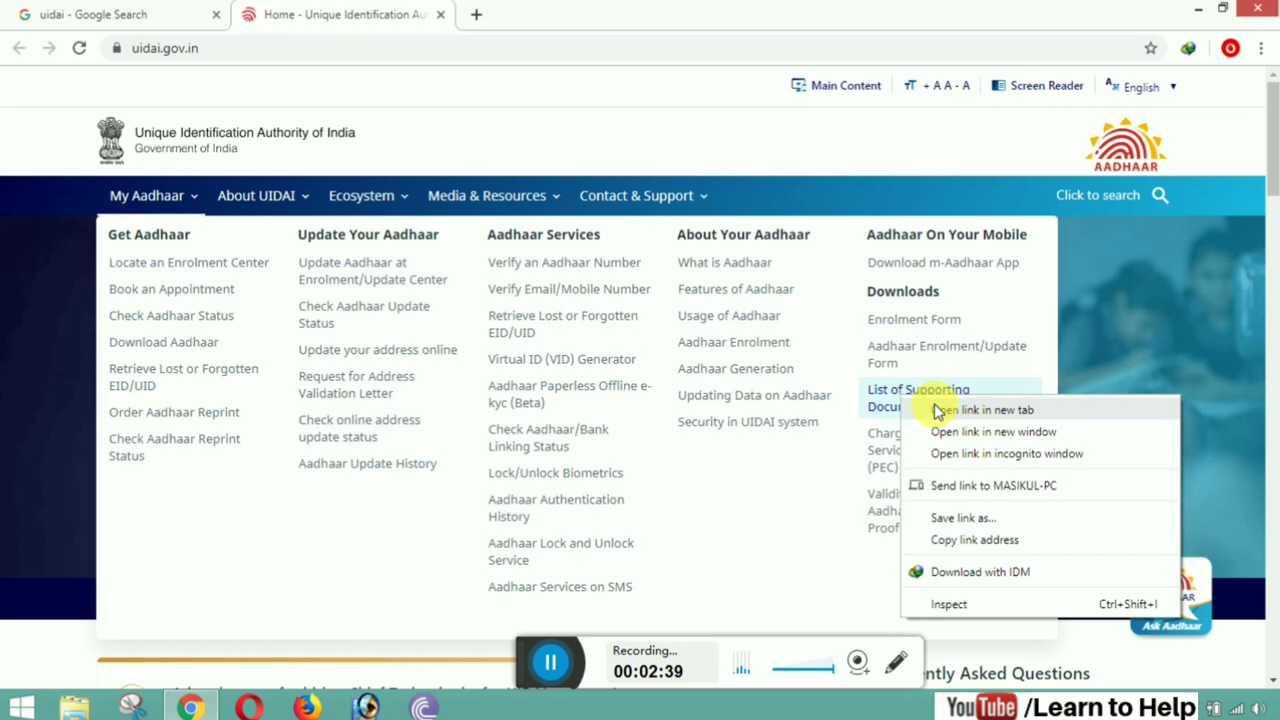 uidai - Google Search
Home - Unique Identification Au
uidai.gov.in
Main Content
+ A A - A
Screen Reader
English
Unique Identification Authority of India
Government of India
AADHAAR
My Aadhaar
About UIDAI
Ecosystem
Media & Resources
Contact & Support
Click to search
Get Aadhaar
Locate an Enrolment Center
Book an Appointment
Check Aadhaar Status
Download Aadhaar
Retrieve Lost or Forgotten
EID/UID
Order Aadhaar Reprint
Check Aadhaar Reprint
Status
Update Your Aadhaar
Update Aadhaar at
Enrolment/Update Center
Check Aadhaar Update
Status
Update your address online
Request for Address
Validation Letter
Check online address
update status
Aadhaar Update History
Aadhaar Services
Verify an Aadhaar Number
Verify Email/Mobile Number
Retrieve Lost or Forgotten
EID/UID
Virtual ID (VID) Generator
Aadhaar Paperless Offline e-
kyc (Beta)
Check Aadhaar/Bank
Linking Status
Lock/Unlock Biometrics
Aadhaar Authentication
History
Aadhaar Lock and Unlock
Service
Aadhaar Services on SMS
About Your Aadhaar
What is Aadhaar
Features of Aadhaar
Usage of Aadhaar
Aadhaar Enrolment
Aadhaar Generation
Updating Data on Aadhaar
Security in UIDAI system
Aadhaar On Your Mobile
Download m-Aadhaar App
Downloads
Enrolment Form
Aadhaar Enrolment/Update
Form
List of Supporting
Docu
Charg
Servic
(PEC)
Validi
Aadha
Proof
Open link in new tab
Open link in new window
Open link in incognito window
Send link to MASIKUL-PC
Save link as...
Copy link address
Download with IDM
Inspect Ctrl+Shift+I
AR
Ask Aadhaar
ently Asked Questions
Recording...
00:02:39
YouTube /Learn to Help